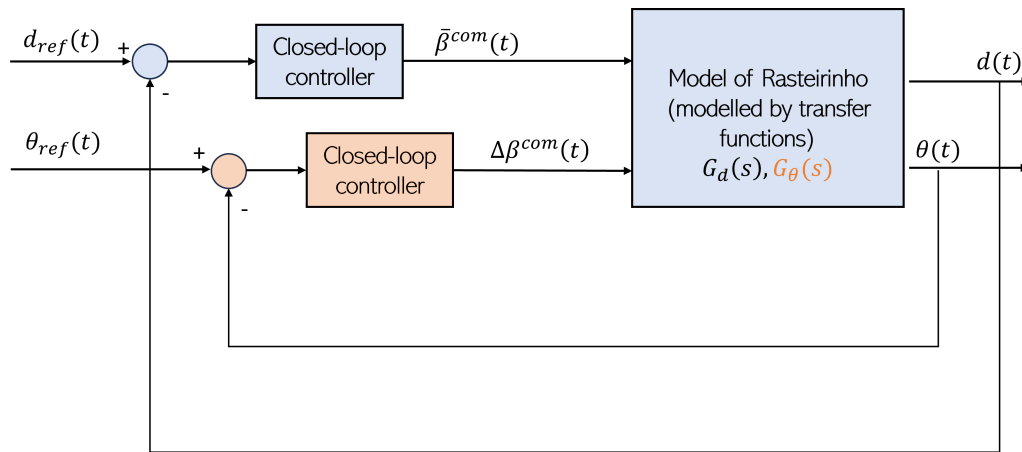 d_ref(t)
+
-
Closed-loop
controller
β̄^com(t)
Model of Rasteirinho
(modelled by transfer
functions)
G_d(s), G_θ(s)
d(t)
θ_ref(t)
+
-
Closed-loop
controller
Δβ^com(t)
θ(t)